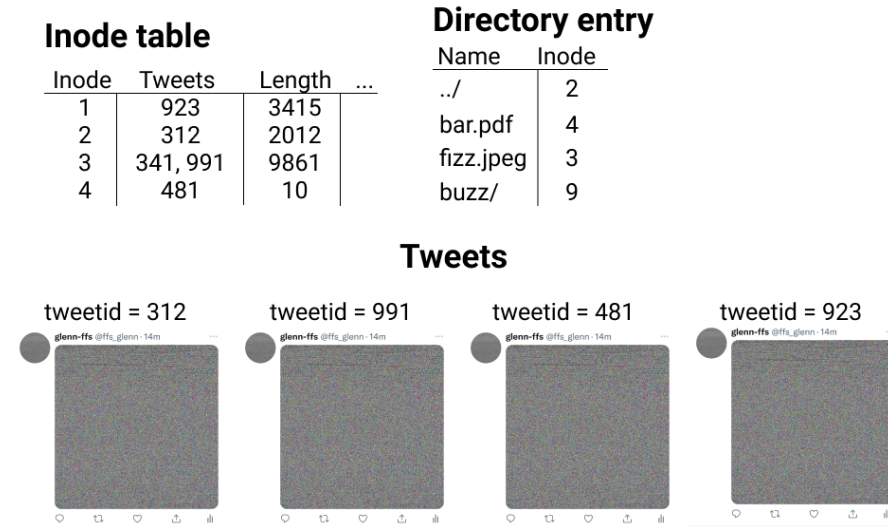 Inode table
Inode Tweets Length ...
1 923 3415
2 312 2012
3 341, 991 9861
4 481 10
Directory entry
Name Inode
../ 2
bar.pdf 4
fizz.jpeg 3
buzz/ 9
Tweets
tweetid = 312
glenn-ffs @ffs_glenn · 14m ...
tweetid = 991
glenn-ffs @ffs_glenn · 14m ...
tweetid = 481
glenn-ffs @ffs_glenn · 14m ...
tweetid = 923
glenn-ffs @ffs_glenn · 14m